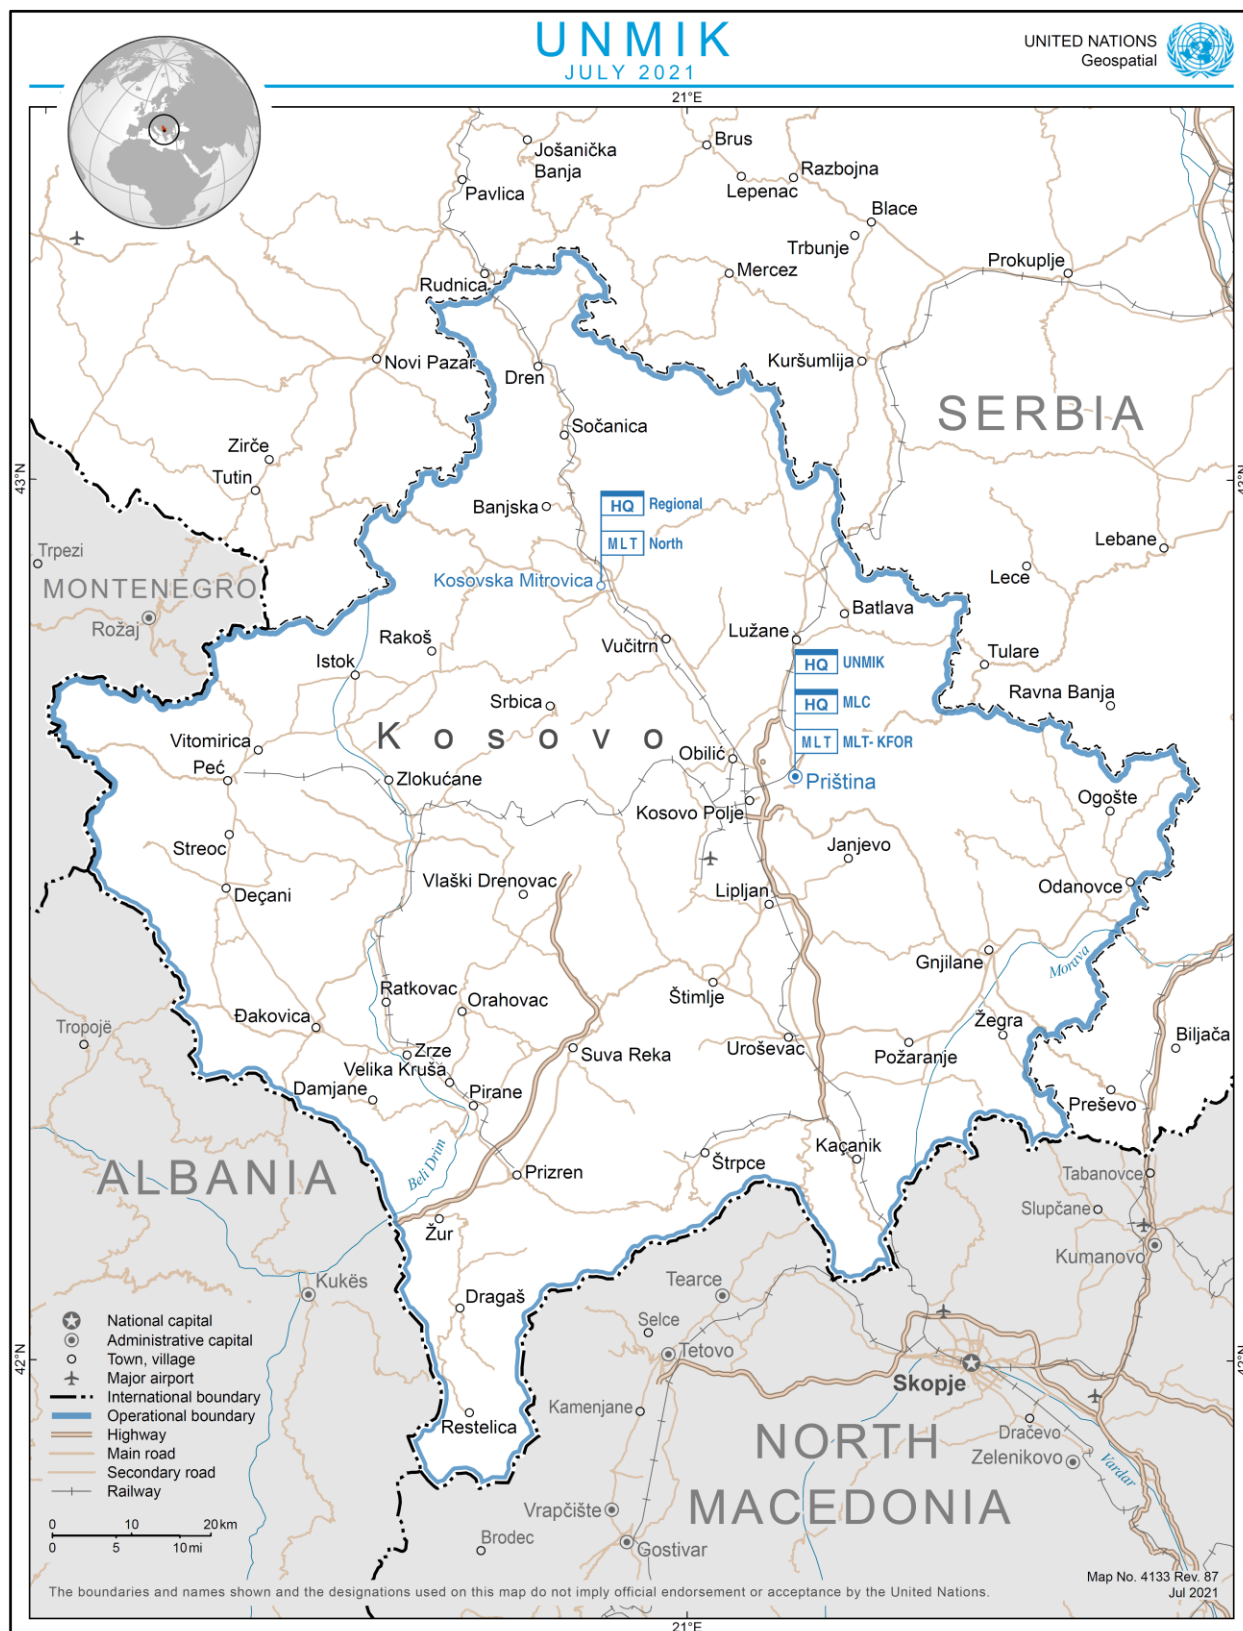 UNMIK
JULY 2021
UNITED NATIONS
Geospatial
21°E
Brus
Jošanička
Banja
Pavlica
Lepenac
Razbojna
Blace
Trbunje
Rudnica
Mercez
Prokuplje
Novi Pazar
Dren
Kuršumlija
SERBIA
Sočanica
Zirče
Tutin
43°N
43°N
Banjska
HQ Regional
MLT North
Lebane
Trpezi
MONTENEGRO
Kosovska Mitrovica
Lece
Rožaj
Batlava
Rakoš
Vučitrn
Lužane
Istok
HQ UNMIK
Tulare
Srbica
HQ MLC
Ravna Banja
Kosovo
Vitomirica
MLT MLT- KFOR
Obilić
Peć
Zlokućane
Priština
Kosovo Polje
Ogošte
Streoc
Janjevo
Vlaški Drenovac
Deçani
Lipljan
Odanovce
Gnjilane
Morava
Štimlje
Ratkovac
Orahovac
Đakovica
Tropojë
Žegra
Zrze
Suva Reka
Uroševac
Požaranje
Biljača
Velika Kruša
Damjane
Pirane
Preševo
Kaçanik
Štrpce
ALBANIA
Beli Drim
Prizren
Tabanovce
Slupčane
Žur
Kumanovo
Kukës
Tearce
Dragaš
Selce
Tetovo
42°N
42°N
Skopje
Kamenjane
Restelica
Dračevo
NORTH
MACEDONIA
Zelenikovo
Vardar
Vrapčište
Brodec
Gostivar
National capital
Administrative capital
Town, village
Major airport
International boundary
Operational boundary
Highway
Main road
Secondary road
Railway
0 10 20 km
0 5 10 mi
The boundaries and names shown and the designations used on this map do not imply official endorsement or acceptance by the United Nations.
Map No. 4133 Rev. 87
Jul 2021
21°E